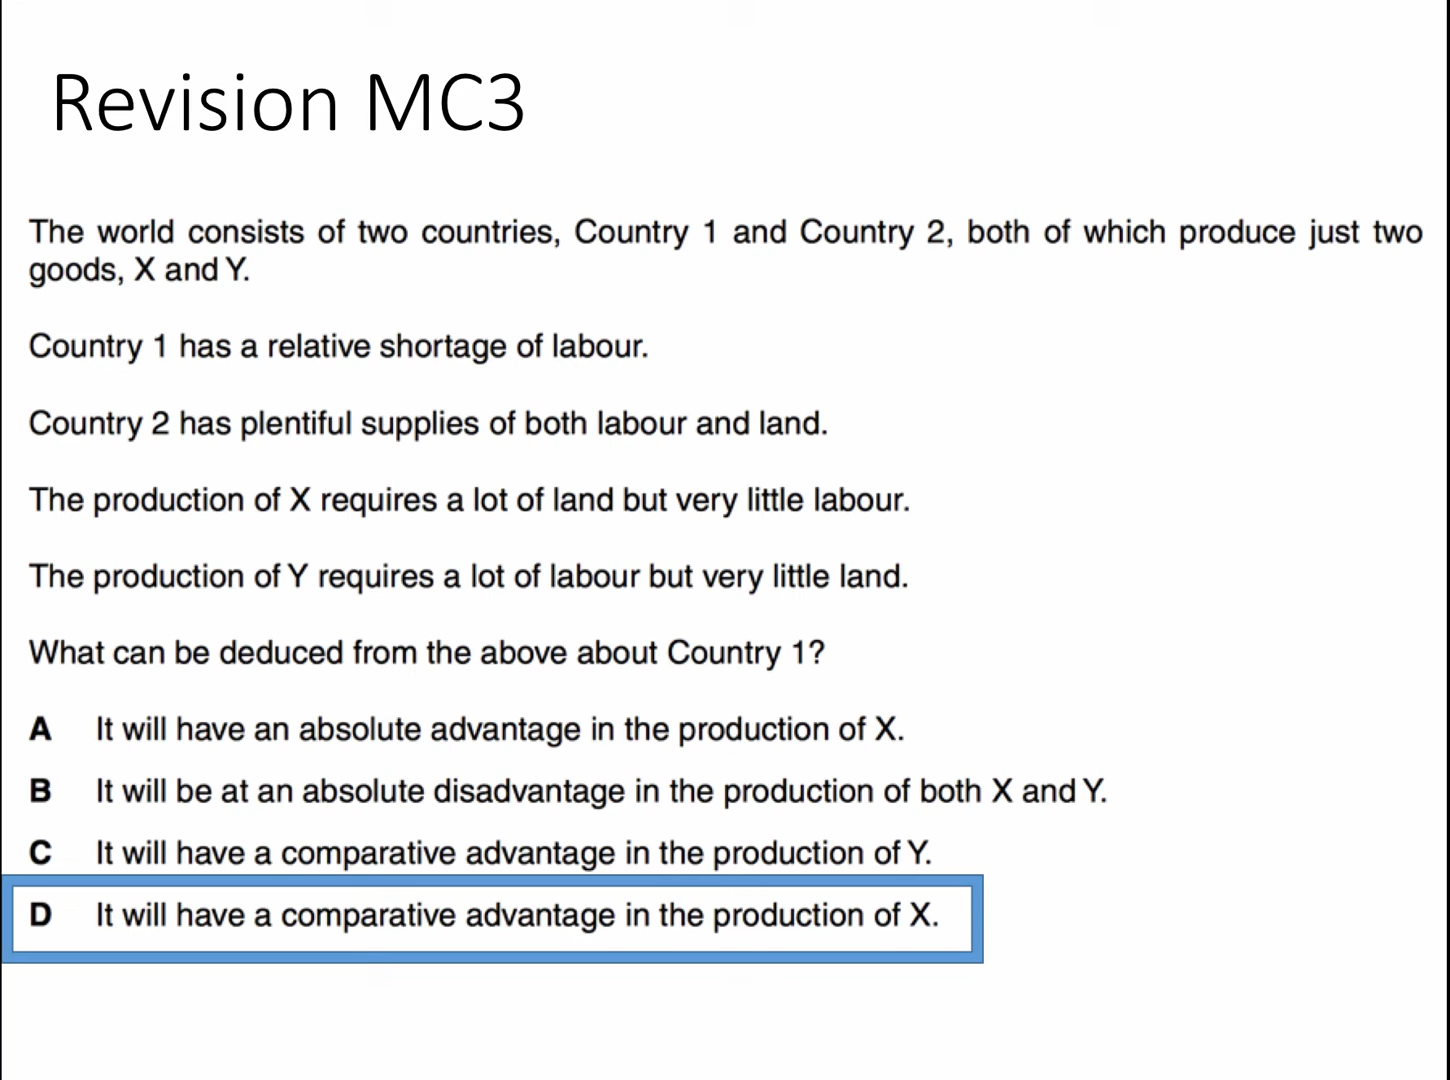 Revision MC3
The world consists of two countries, Country 1 and Country 2, both of which produce just two
goods, X and Y.
Country 1 has a relative shortage of labour.
Country 2 has plentiful supplies of both labour and land.
The production of X requires a lot of land but very little labour.
The production of Y requires a lot of labour but very little land.
What can be deduced from the above about Country 1?
A It will have an absolute advantage in the production of X.
B It will be at an absolute disadvantage in the production of both X and Y.
C It will have a comparative advantage in the production of Y.
D It will have a comparative advantage in the production of X.